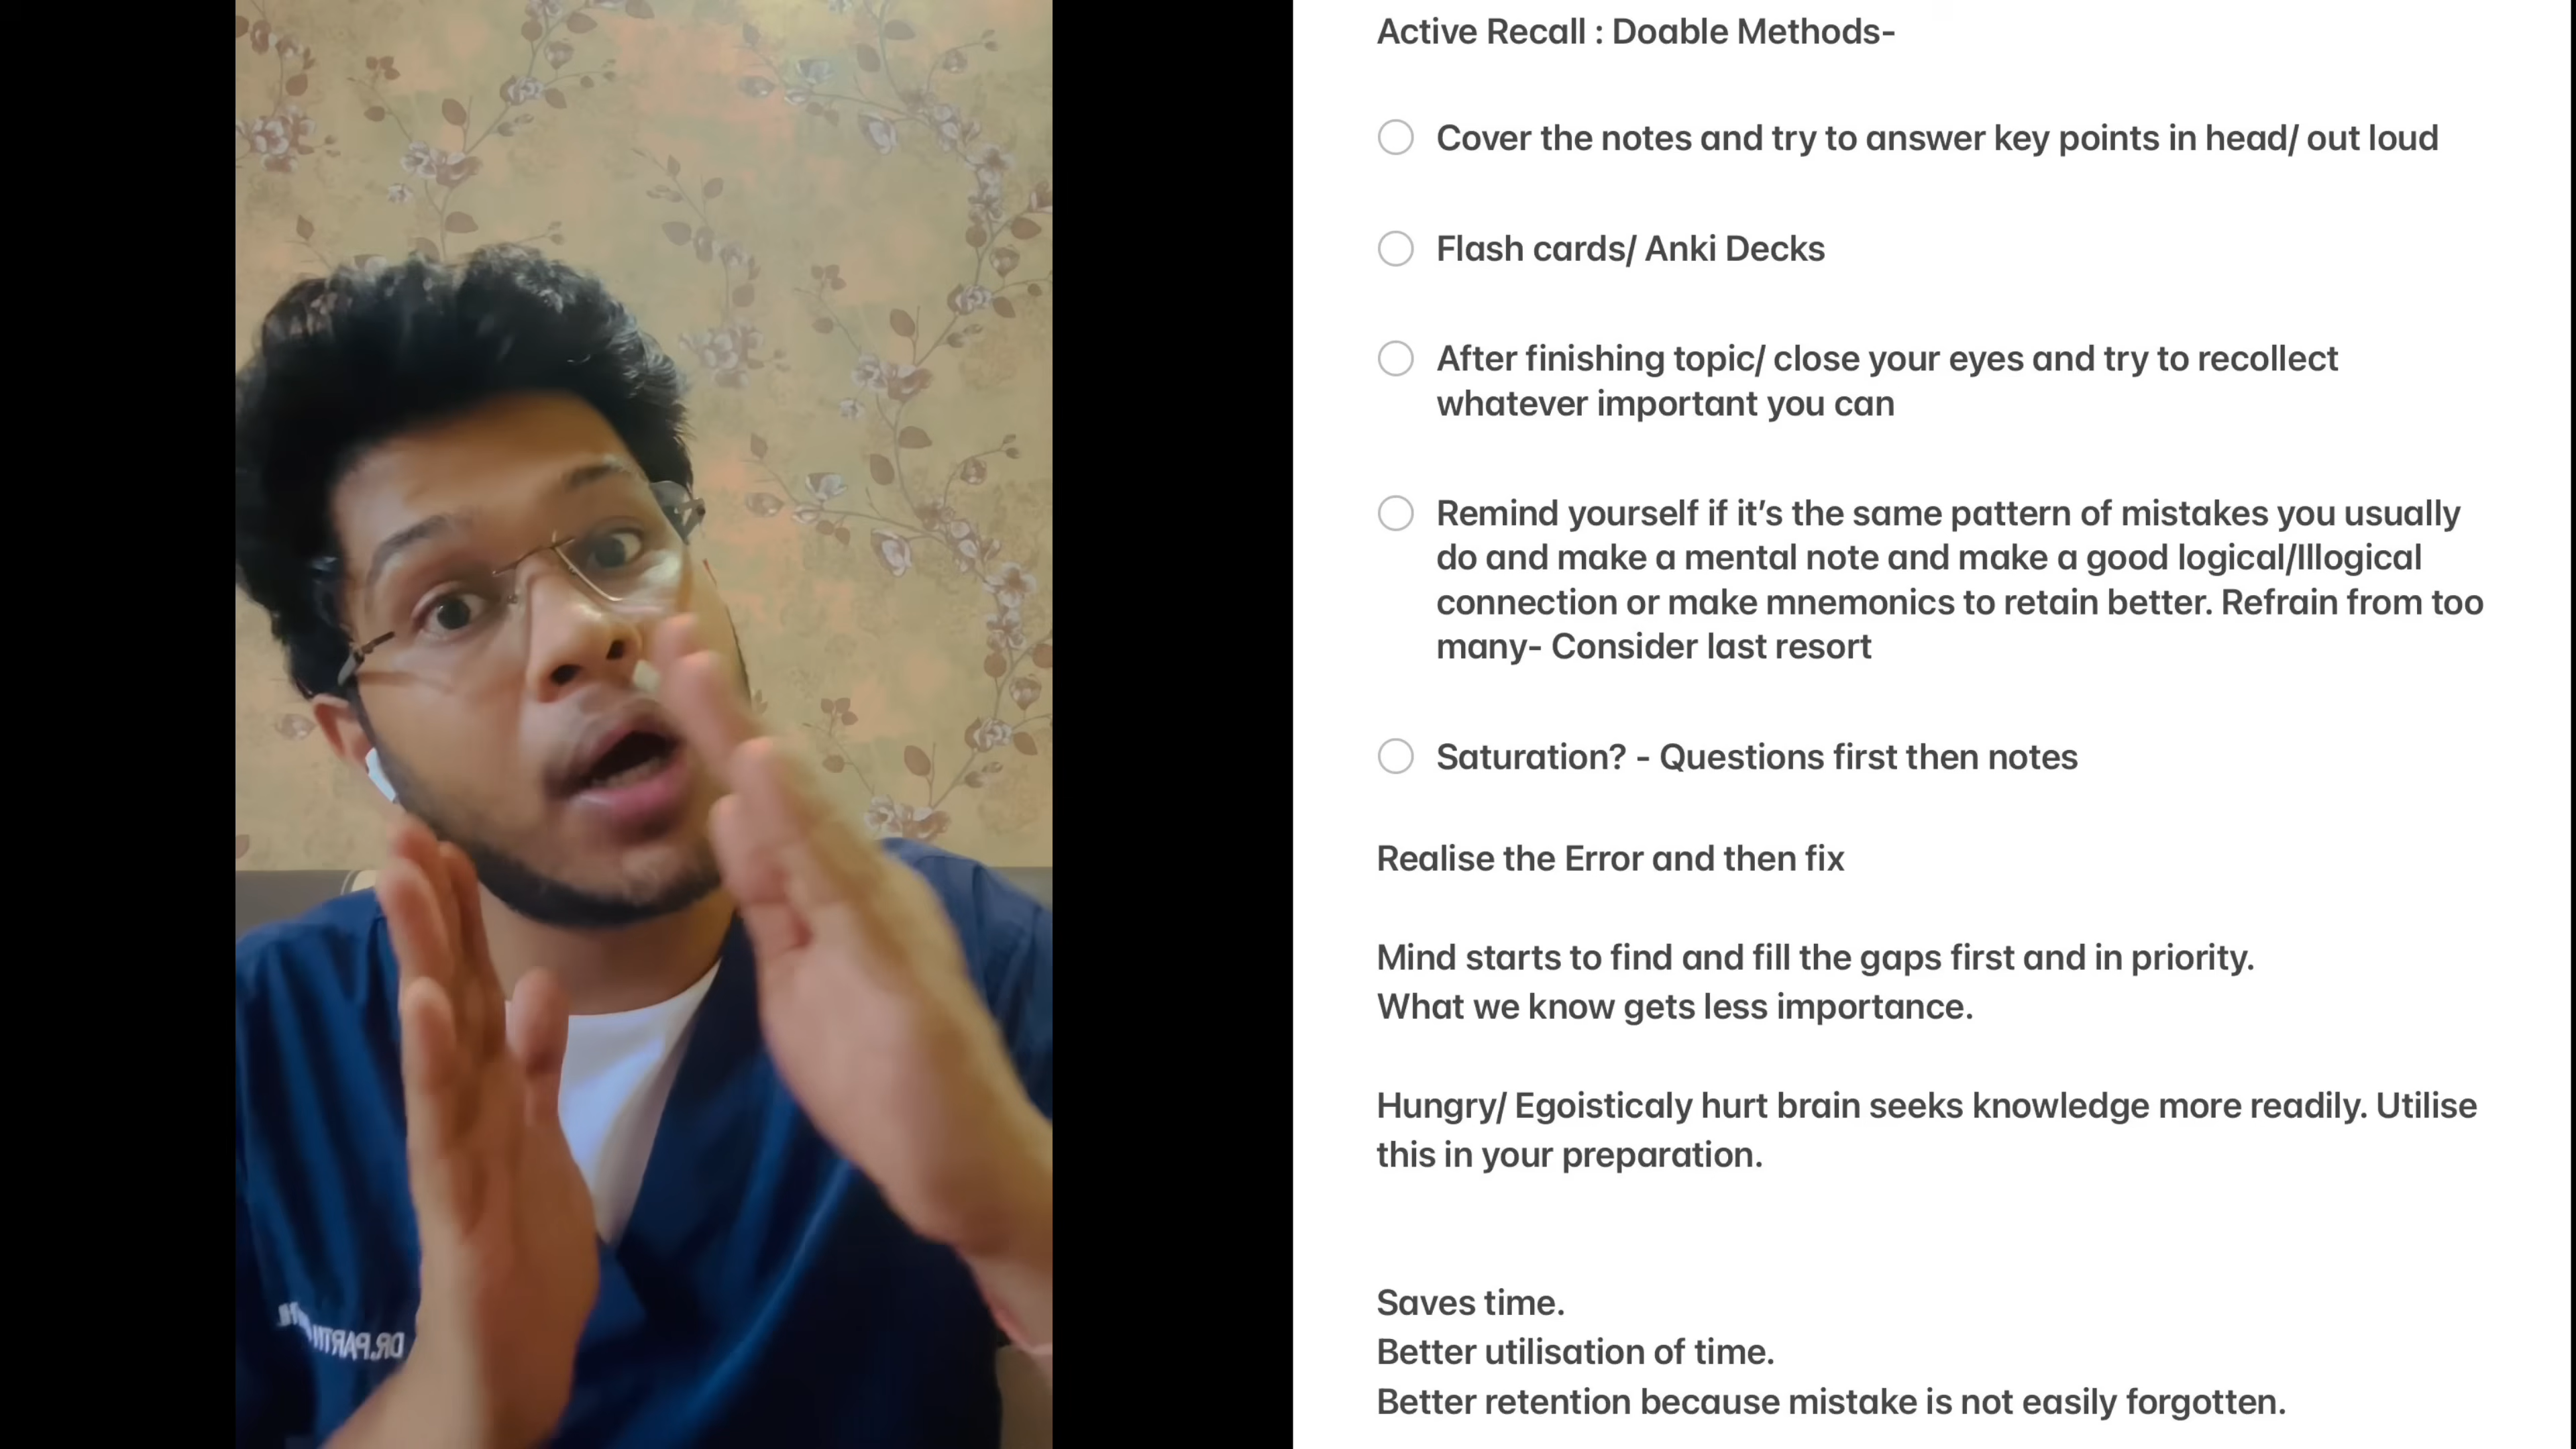 Active Recall : Doable Methods-
Cover the notes and try to answer key points in head/ out loud
Flash cards/ Anki Decks
After finishing topic/ close your eyes and try to recollect
whatever important you can
Remind yourself if it's the same pattern of mistakes you usually
do and make a mental note and make a good logical/Illogical
connection or make mnemonics to retain better. Refrain from too
many- Consider last resort
Saturation? - Questions first then notes
Realise the Error and then fix
Mind starts to find and fill the gaps first and in priority.
What we know gets less importance.
Hungry/ Egoisticaly hurt brain seeks knowledge more readily. Utilise
this in your preparation.
Saves time.
Better utilisation of time.
Better retention because mistake is not easily forgotten.
DR.